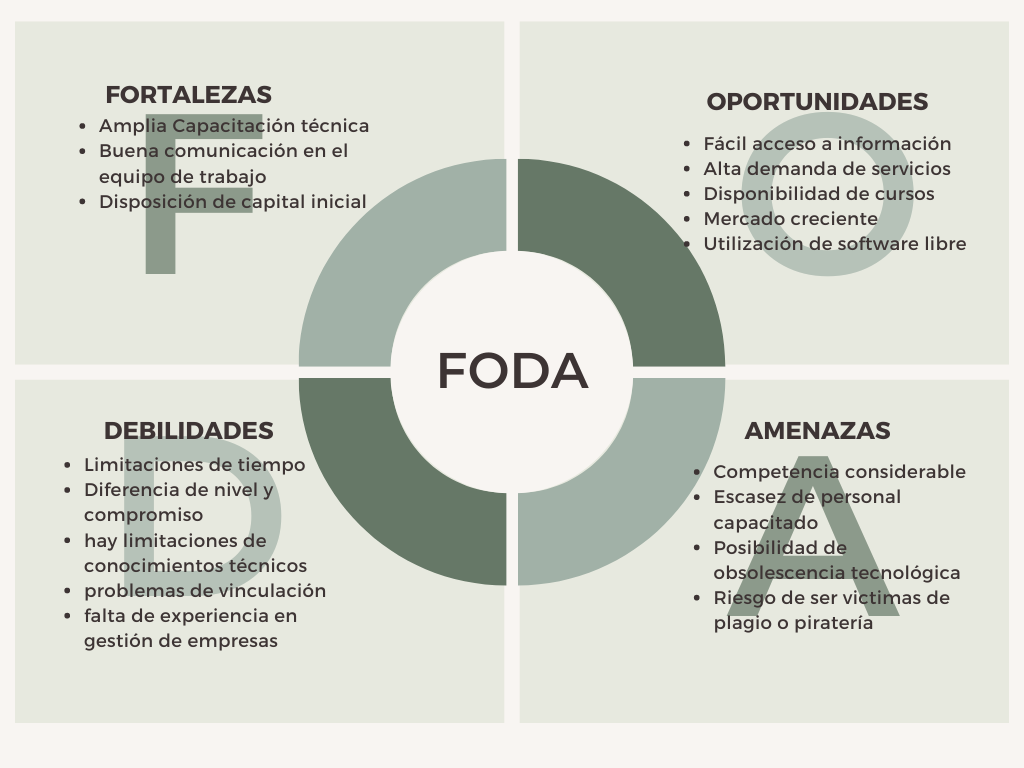 FORTALEZAS
• Amplia Capacitación técnica
• Buena comunicación en el
equipo de trabajo
• Disposición de capital inicial
F
OPORTUNIDADES
• Fácil acceso a información
• Alta demanda de servicios
• Disponibilidad de cursos
• Mercado creciente
• Utilización de software libre
O
FODA
DEBILIDADES
• Limitaciones de tiempo
• Diferencia de nivel y
compromiso
• hay limitaciones de
conocimientos técnicos
• problemas de vinculación
• falta de experiencia en
gestión de empresas
D
AMENAZAS
• Competencia considerable
• Escasez de personal
capacitado
• Posibilidad de
obsolescencia tecnológica
• Riesgo de ser victimas de
plagio o piratería
A